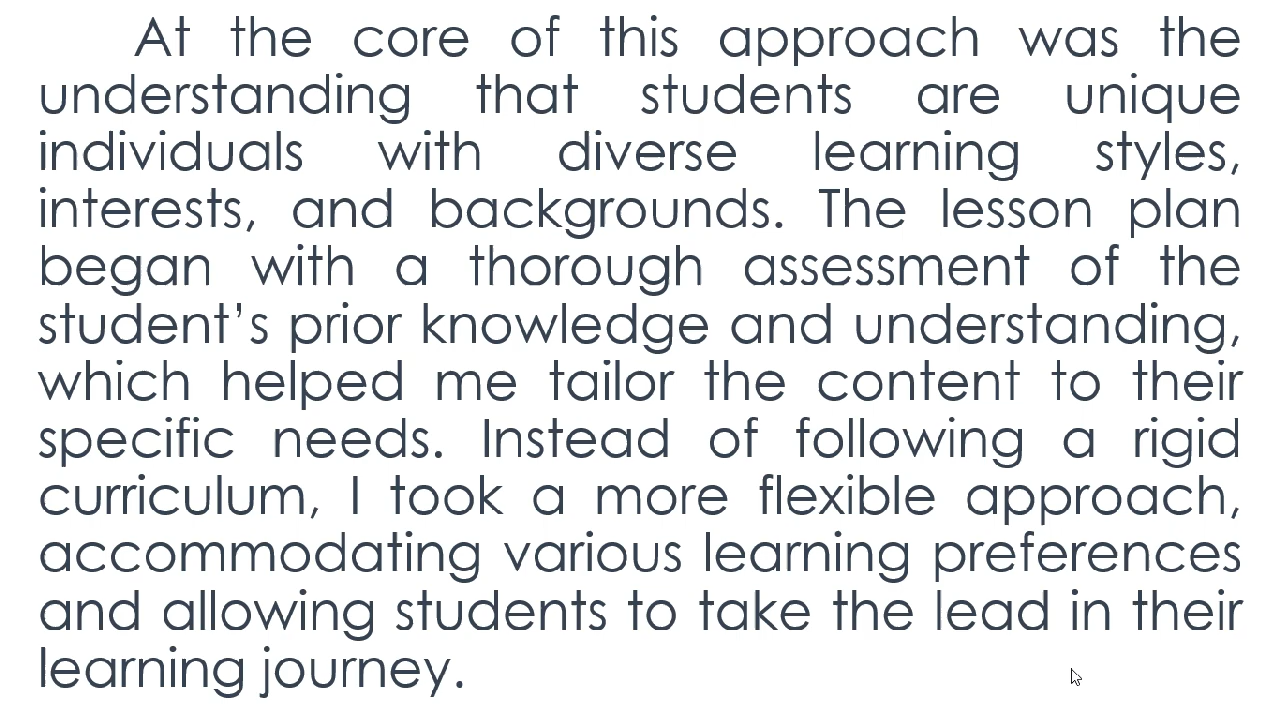 At the core of this approach was the
understanding that students are unique
individuals with diverse learning styles,
interests, and backgrounds. The lesson plan
began with a thorough assessment of the
student’s prior knowledge and understanding,
which helped me tailor the content to their
specific needs. Instead of following a rigid
curriculum, I took a more flexible approach,
accommodating various learning preferences
and allowing students to take the lead in their
learning journey.